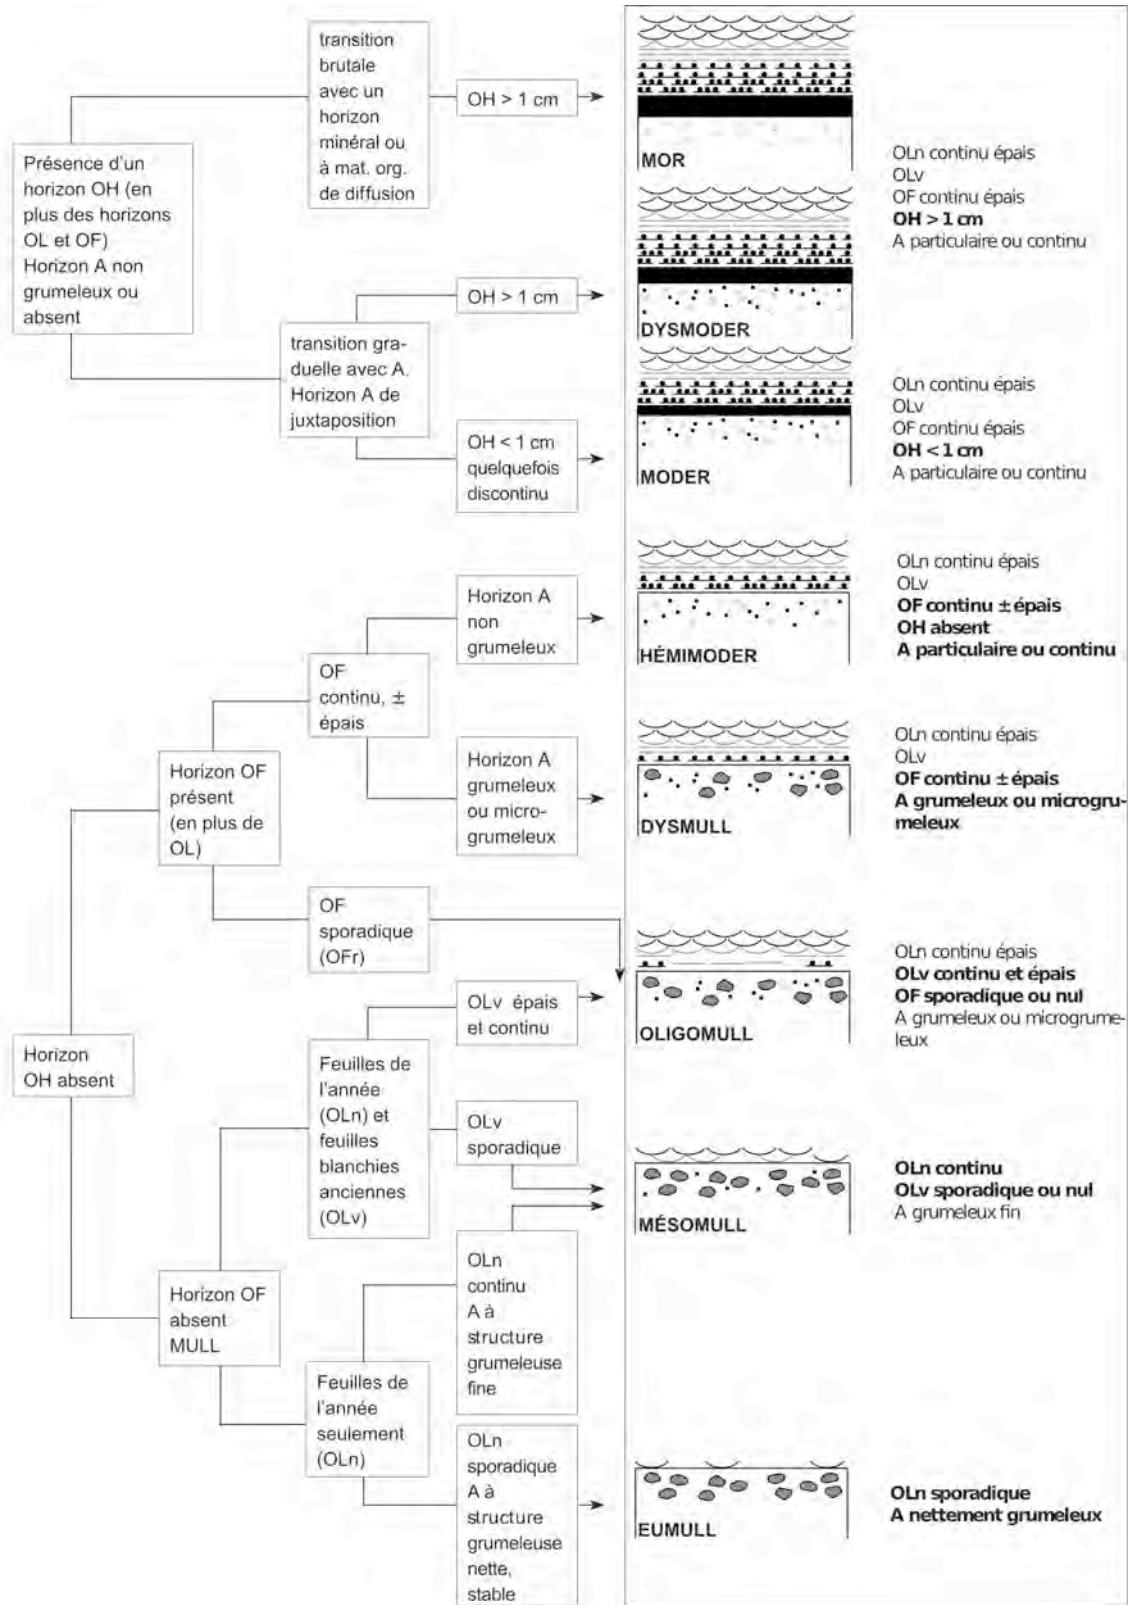 transition
brutale
avec un
horizon
minéral ou
à mat. org.
de diffusion
OH > 1 cm
MOR
Présence d'un
horizon OH (en
plus des horizons
OL et OF)
Horizon A non
grumeleux ou
absent
OLn continu épais
OLv
OF continu épais
OH > 1 cm
A particulaire ou continu
OH > 1 cm
DYSMODER
transition gra-
duelle avec A.
Horizon A de
juxtaposition
OH < 1 cm
quelquefois
discontinu
MODER
OLn continu épais
OLv
OF continu épais
OH < 1 cm
A particulaire ou continu
Horizon A
non
grumeleux
HÉMIMODER
OLn continu épais
OLv
OF continu ± épais
OH absent
A particulaire ou continu
OF
continu, ±
épais
Horizon OF
présent
(en plus de
OL)
Horizon A
grumeleux
ou micro-
grumeleux
DYSMULL
OLn continu épais
OLv
OF continu ± épais
A grumeleux ou microgru-
meleux
OF
sporadique
(OFr)
OLv épais
et continu
OLIGOMULL
OLn continu épais
OLv continu et épais
OF sporadique ou nul
A grumeleux ou microgrume-
leux
Horizon
OH absent
Feuilles de
l'année
(OLn) et
feuilles
blanchies
anciennes
(OLv)
OLv
sporadique
MÉSOMULL
OLn continu
OLv sporadique ou nul
A grumeleux fin
Horizon OF
absent
MULL
OLn
continu
A à
structure
grumeleuse
fine
Feuilles de
l'année
seulement
(OLn)
OLn
sporadique
A à
structure
grumeleuse
nette,
stable
EUMULL
OLn sporadique
A nettement grumeleux